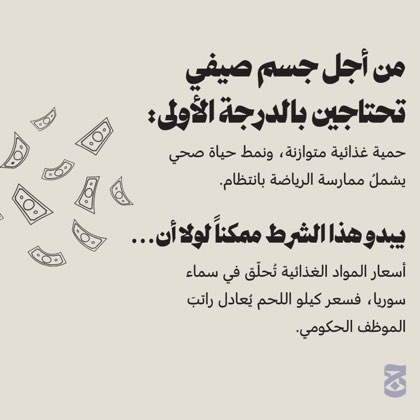 من أجل جسم صيفي
تحتاجين بالدرجة الأولى:
حمية غذائية متوازنة، ونمط حياة صحي
يشملُ ممارسة الرياضة بانتظام.
يبدو هذا الشرط ممكناً لولا أن...
أسعار المواد الغذائية تُحلّق في سماء
سوريا، فسعر كيلو اللحم يُعادل راتبَ
الموظف الحكومي.